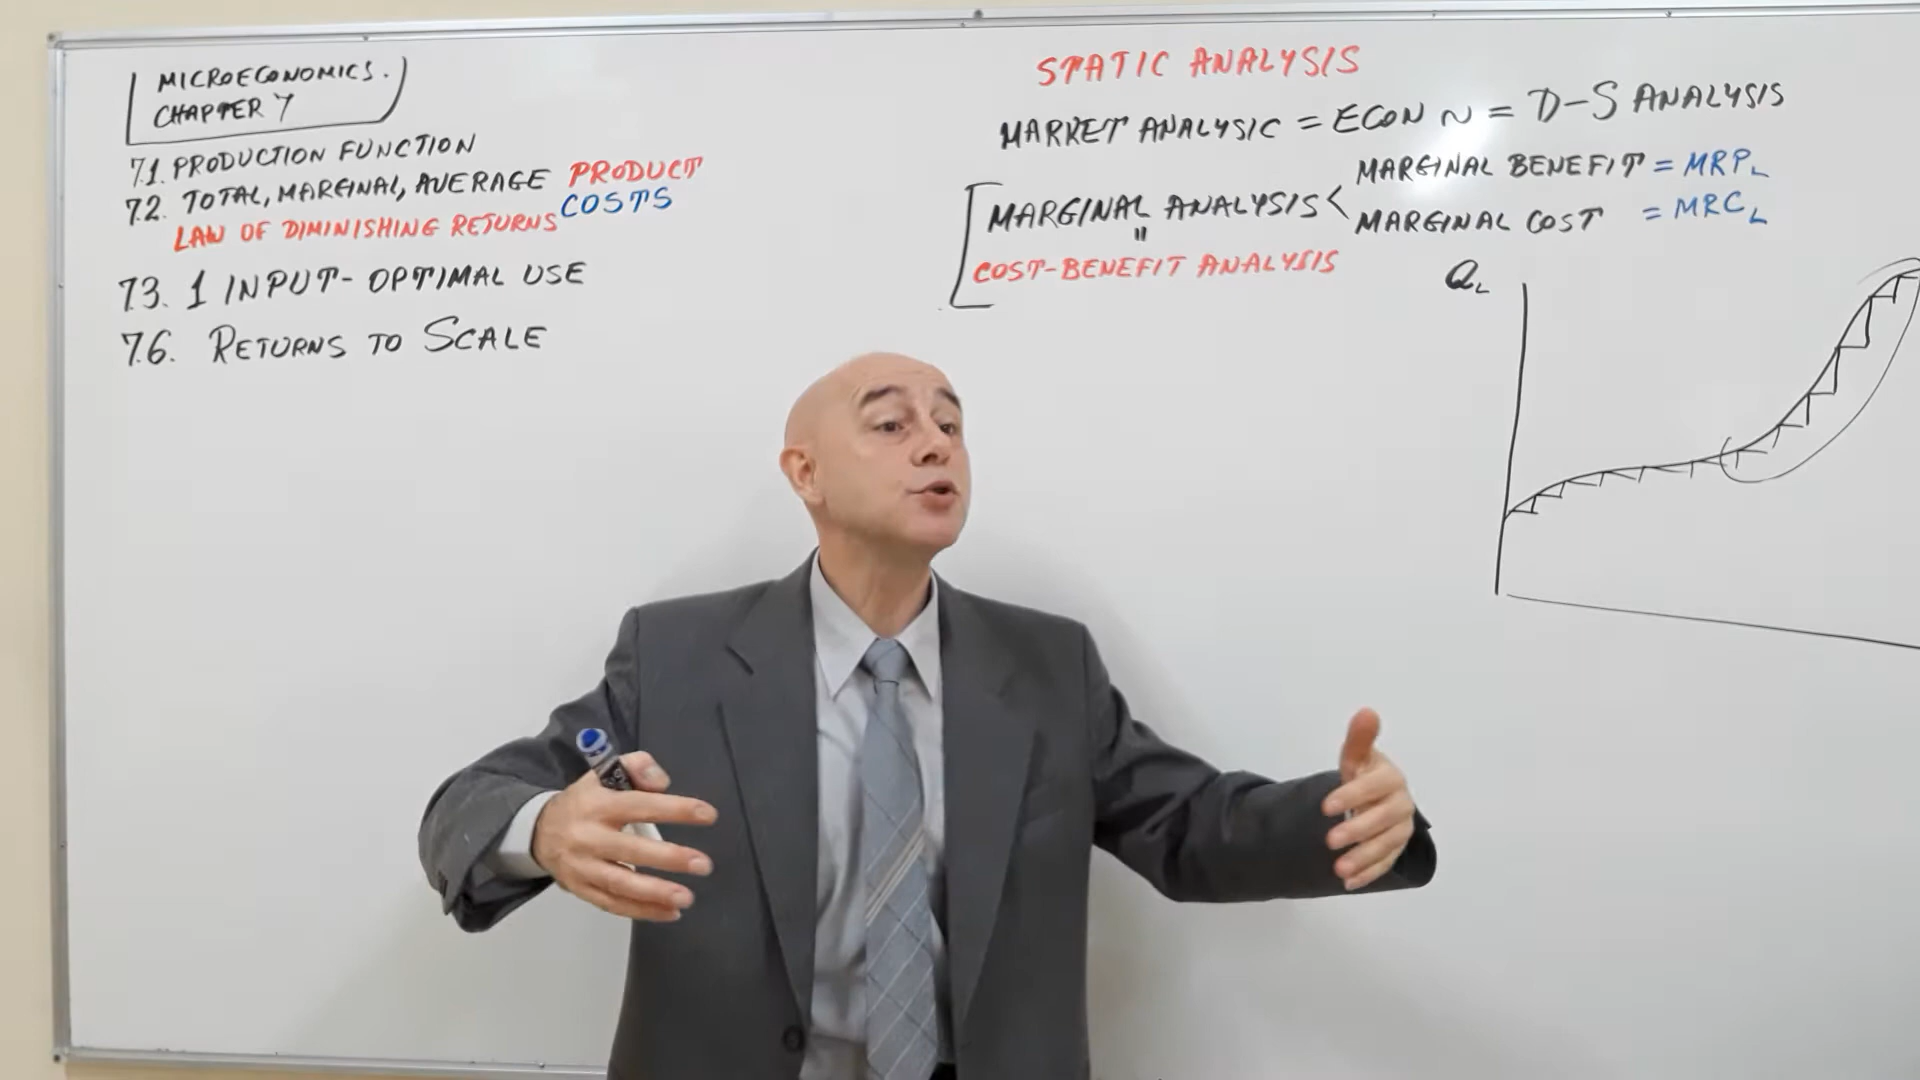 MICROECONOMICS.
CHAPTER 7
7.1. PRODUCTION FUNCTION
7.2. TOTAL, MARGINAL, AVERAGE PRODUCT
COSTS
LAW OF DIMINISHING RETURNS
7.3. 1 INPUT- OPTIMAL USE
7.6. RETURNS TO SCALE
STATIC ANALYSIS
MARKET ANALYSIC = ECON ~ = D-S ANALYSIS
MARGINAL BENEFIT = MRPL
MARGINAL ANALYSIS <
MARGINAL COST = MRCL
"
COST-BENEFIT ANALYSIS
QL